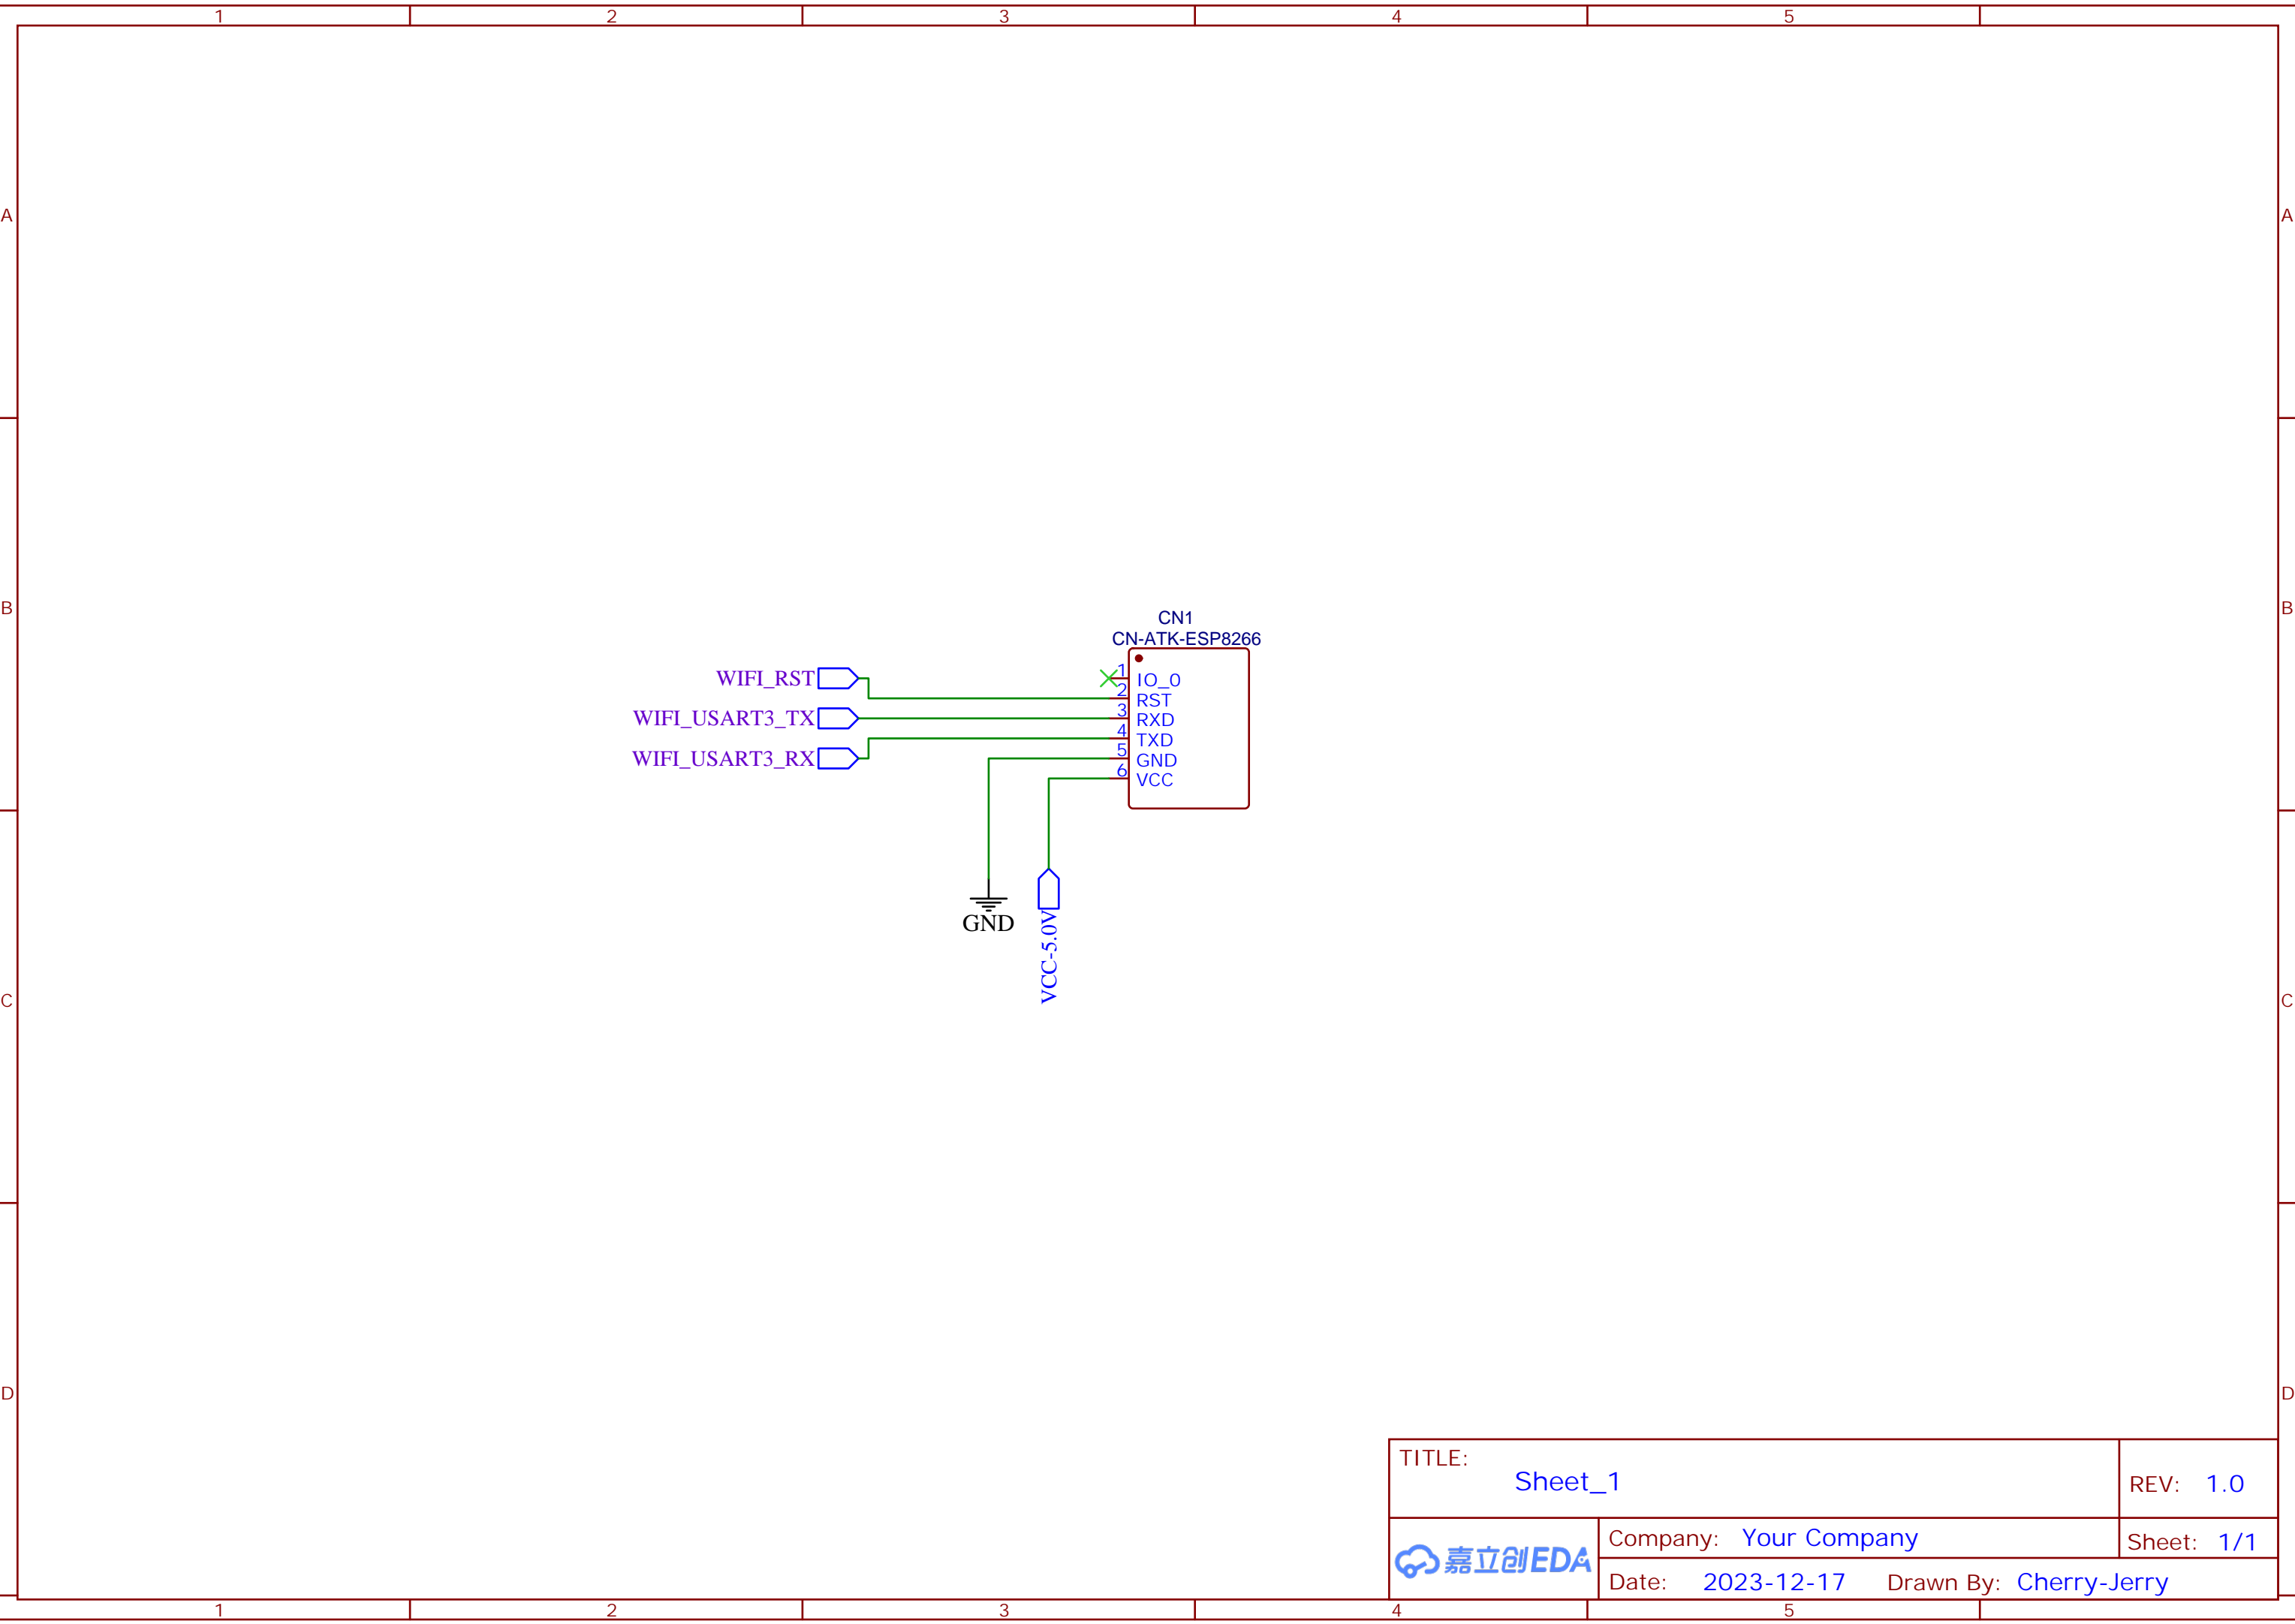 1 2 3 4 5
A A
B B
CN1
CN-ATK-ESP8266
WIFI_RST
1 IO_0
2 RST
WIFI_USART3_TX
3 RXD
4 TXD
WIFI_USART3_RX
5 GND
6 VCC
GND
VCC-5.0V
C C
D D
TITLE:
Sheet_1
REV: 1.0
嘉立创EDA
Company: Your Company
Sheet: 1/1
Date: 2023-12-17 Drawn By: Cherry-Jerry
1 2 3 4 5